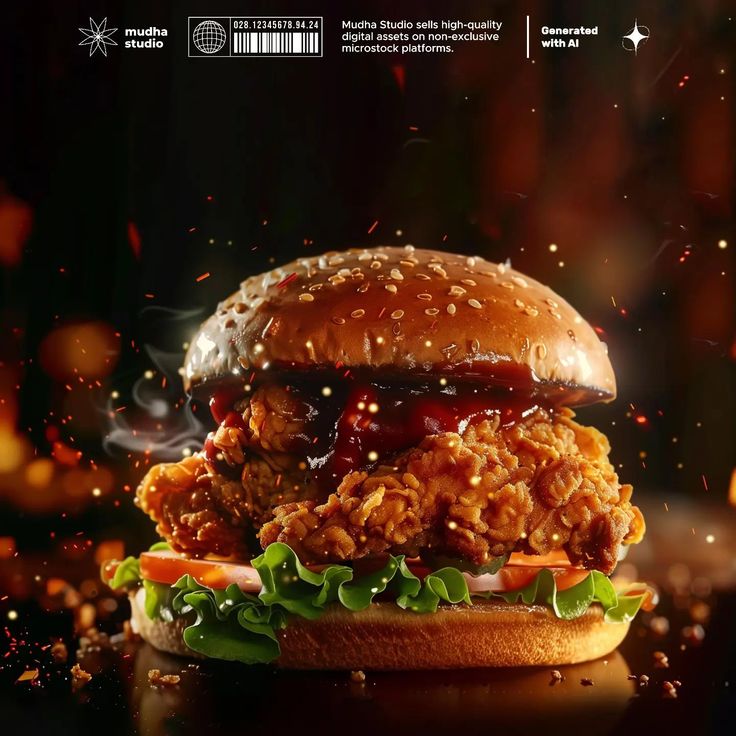 mudha
studio
028.12345678.94.24
Mudha Studio sells high-quality
digital assets on non-exclusive
microstock platforms.
Generated
with AI